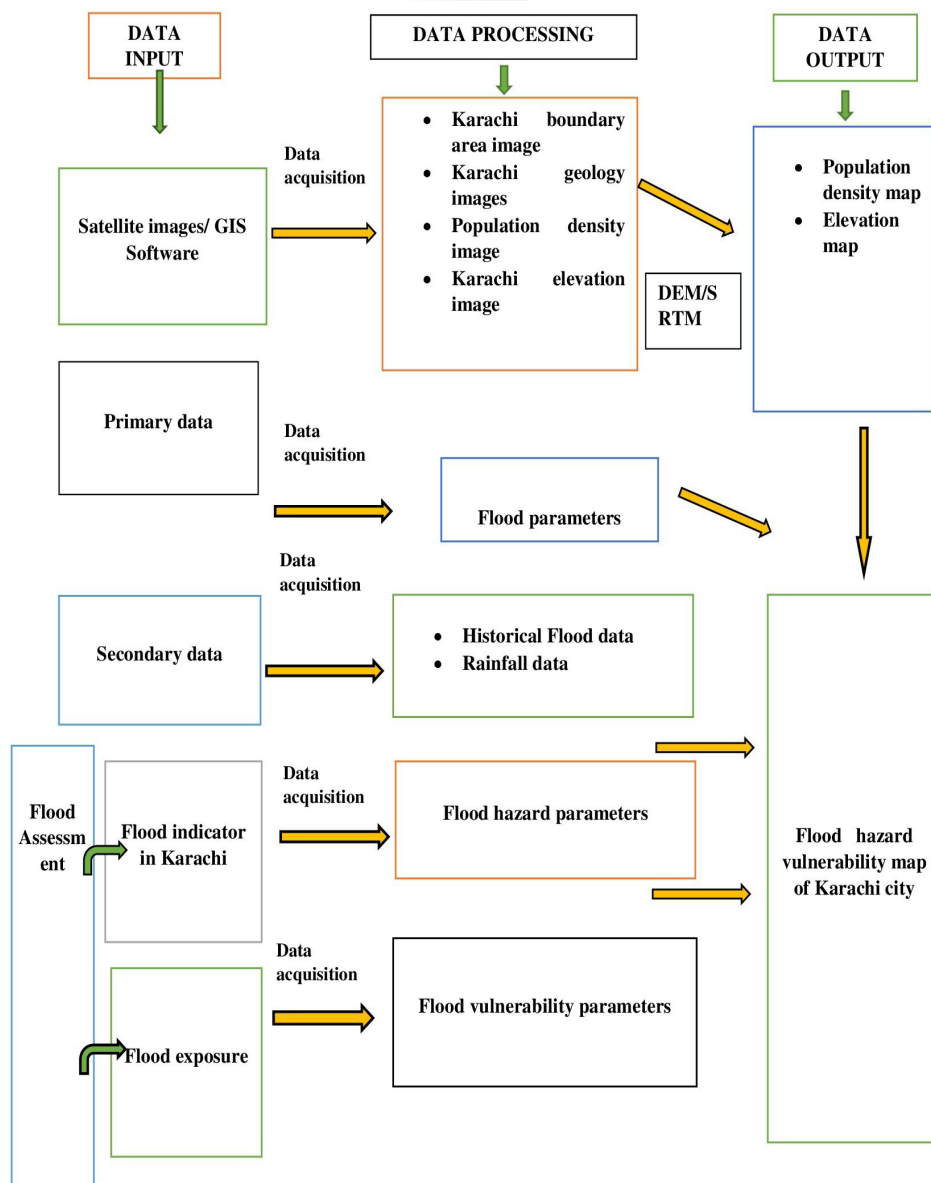 DATA
INPUT
DATA PROCESSING
DATA
OUTPUT
Data
acquisition
Satellite images/ GIS
Software
• Karachi boundary
area image
• Karachi geology
images
• Population density
image
• Karachi elevation
image
DEM/S
RTM
• Population
density map
• Elevation
map
Primary data
Data
acquisition
Flood parameters
Data
acquisition
Secondary data
• Historical Flood data
• Rainfall data
Flood
Assessm
ent
Flood indicator
in Karachi
Data
acquisition
Flood hazard parameters
Flood hazard
vulnerability map
of Karachi city
Flood exposure
Data
acquisition
Flood vulnerability parameters